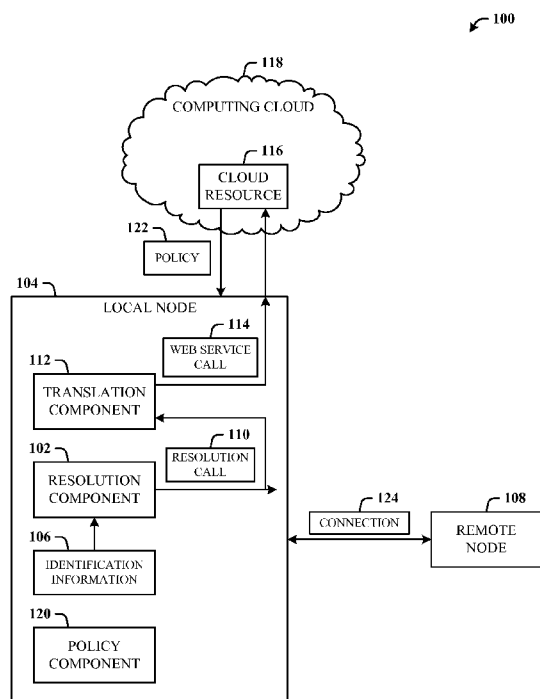 100
118
COMPUTING CLOUD
116
CLOUD
RESOURCE
122
POLICY
104
LOCAL NODE
114
WEB SERVICE
CALL
112
TRANSLATION
COMPONENT
110
RESOLUTION
CALL
102
RESOLUTION
COMPONENT
124
CONNECTION
108
REMOTE
NODE
106
IDENTIFICATION
INFORMATION
120
POLICY
COMPONENT